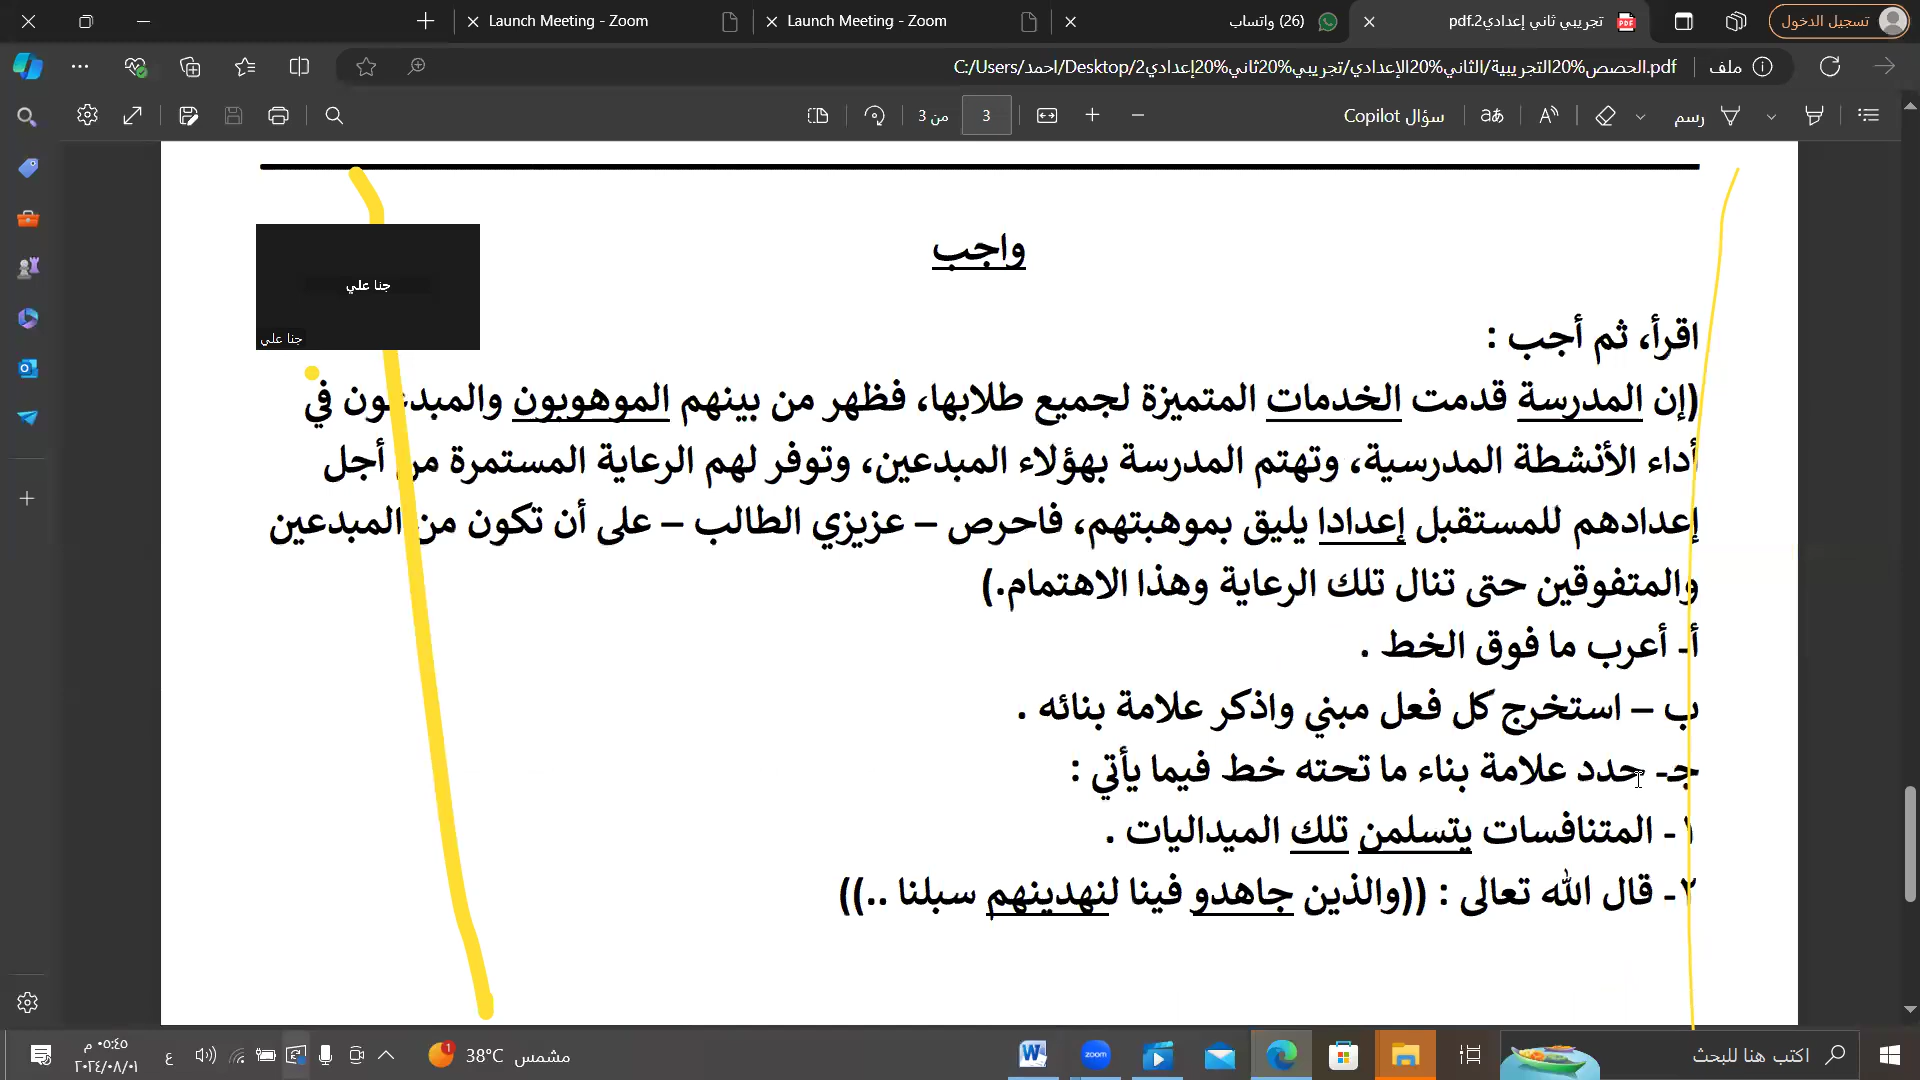 تسجيل الدخول
تجريبي ثاني إعدادي2.pdf
(26) واتساب
Launch Meeting - Zoom
Launch Meeting - Zoom
ملف
C:/Users/احمد/Desktop/الحصص%20التجريبية/الثاني%20الإعدادي/تجريبي%20ثاني%20إعدادي2.pdf
رسم
سؤال Copilot
3 من 3
واجب
جنا علي
جنا علي
اقرأ، ثم أجب :
(إن المدرسة قدمت الخدمات المتميزة لجميع طلابها، فظهر من بينهم الموهوبون والمبدعون في
أداء الأنشطة المدرسية، وتهتم المدرسة بهؤلاء المبدعين، وتوفر لهم الرعاية المستمرة من أجل
إعدادهم للمستقبل إعدادا يليق بموهبتهم، فاحرص – عزيزي الطالب – على أن تكون من المبدعين
والمتفوقين حتى تنال تلك الرعاية وهذا الاهتمام.)
أ- أعرب ما فوق الخط .
ب – استخرج كل فعل مبني واذكر علامة بنائه .
جـ- حدد علامة بناء ما تحته خط فيما يأتي :
١- المتنافسات يتسلمن تلك الميداليات .
٢- قال الله تعالى : ((والذين جاهدو فينا لنهدينهم سبلنا ..))
اكتب هنا للبحث
zoom
38°C مشمس
1
ع
٠٥:٤٥ م
٢٠٢٤/٠٨/٠١